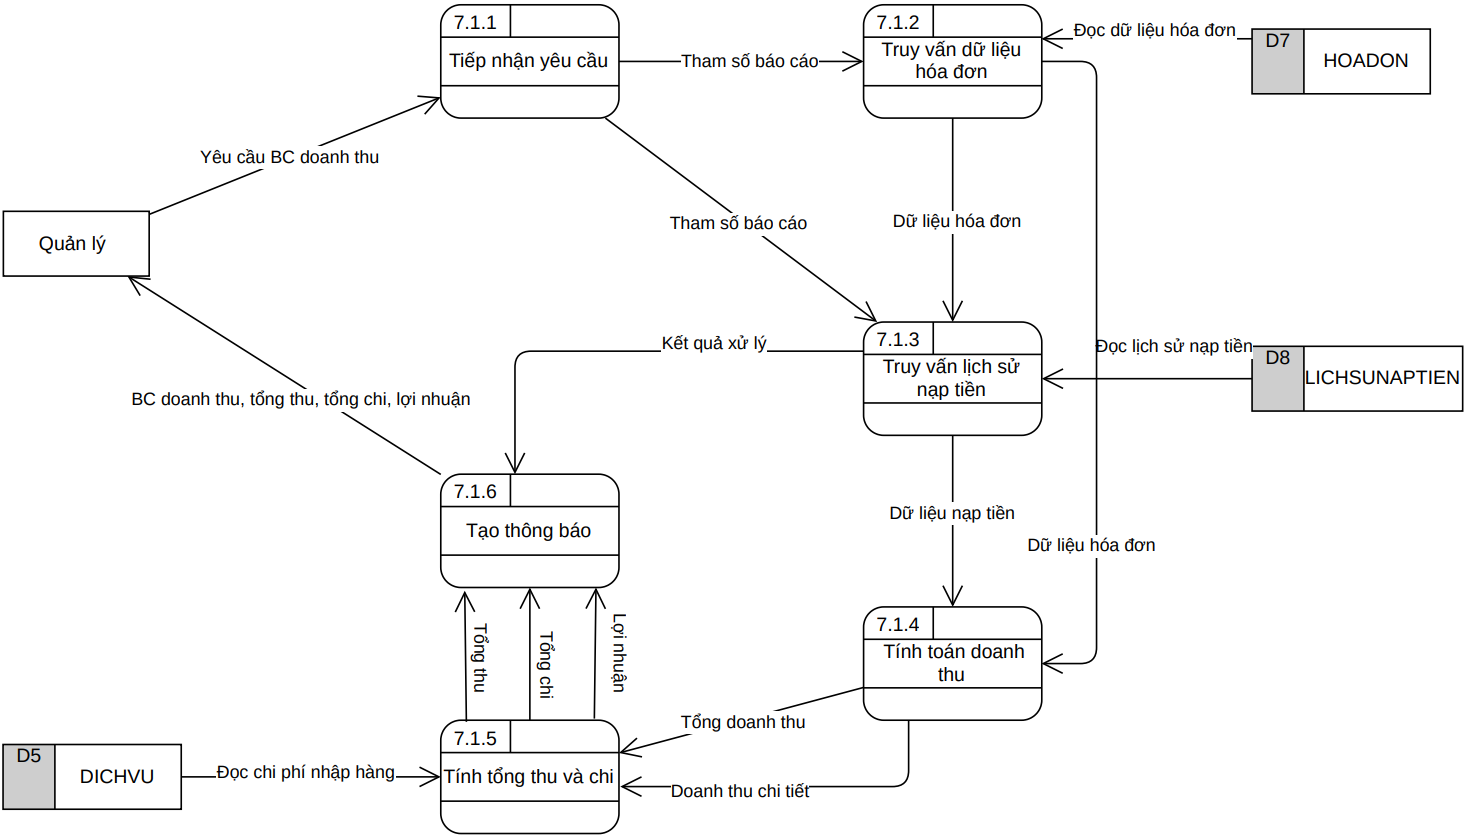 7.1.1
Tiếp nhận yêu cầu
Tham số báo cáo
7.1.2
Truy vấn dữ liệu
hóa đơn
Đọc dữ liệu hóa đơn
D7
HOADON
Yêu cầu BC doanh thu
Quản lý
Tham số báo cáo
Dữ liệu hóa đơn
Kết quả xử lý
7.1.3
Truy vấn lịch sử
nạp tiền
Đọc lịch sử nạp tiền
D8
LICHSUNAPTIEN
BC doanh thu, tổng thu, tổng chi, lợi nhuận
7.1.6
Tạo thông báo
Dữ liệu nạp tiền
Dữ liệu hóa đơn
Tổng thu
Tổng chi
Lợi nhuận
7.1.4
Tính toán doanh
thu
Tổng doanh thu
D5
DICHVU
Đọc chi phí nhập hàng
7.1.5
Tính tổng thu và chi
Doanh thu chi tiết